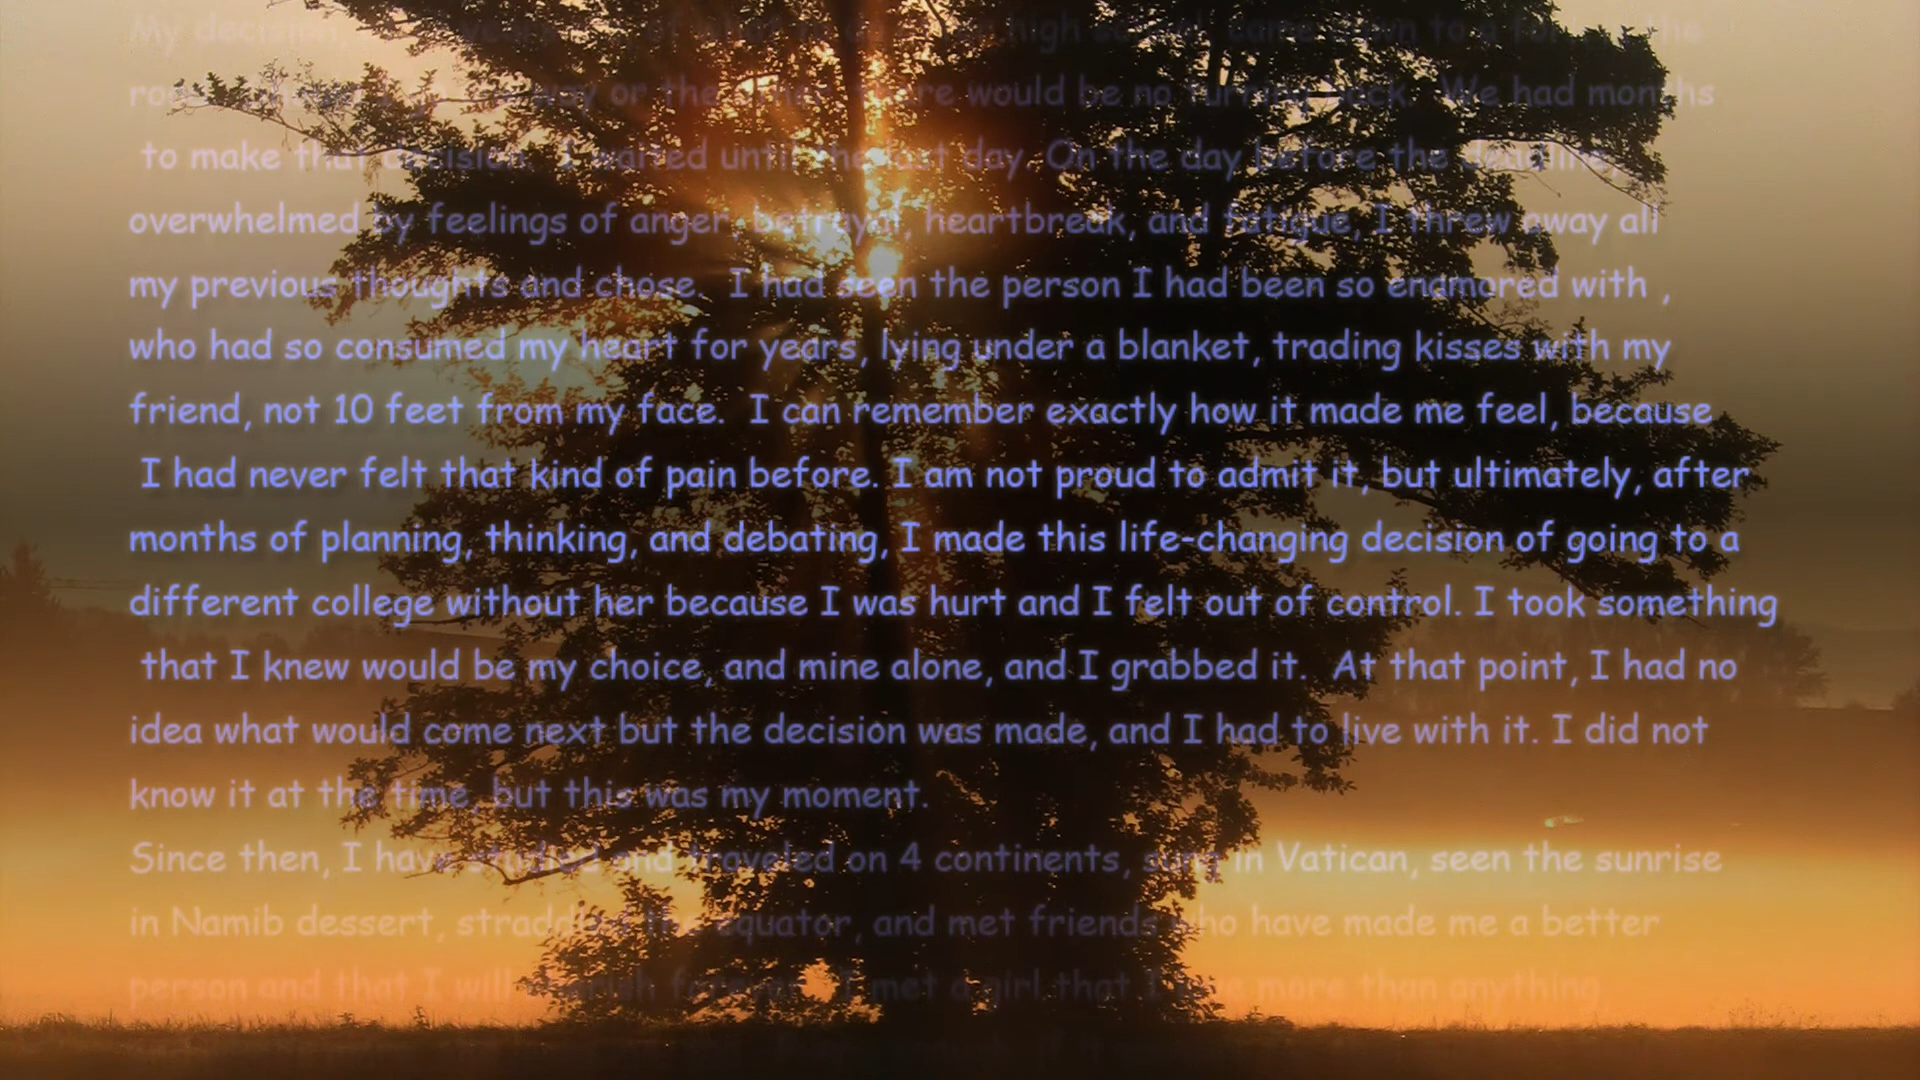 My decision, of high school, came down to a fork in the
road. way or the other, there would be no turning back. We had months
to make that decision. I waited until the last day. On the day before the deadline,
overwhelmed by feelings of anger, betrayal, heartbreak, and fatigue, I threw away all
my previous thoughts and chose. I had seen the person I had been so enamored with ,
who had so consumed my heart for years, lying under a blanket, trading kisses with my
friend, not 10 feet from my face. I can remember exactly how it made me feel, because
I had never felt that kind of pain before. I am not proud to admit it, but ultimately, after
months of planning, thinking, and debating, I made this life-changing decision of going to a
different college without her because I was hurt and I felt out of control. I took something
that I knew would be my choice, and mine alone, and I grabbed it. At that point, I had no
idea what would come next but the decision was made, and I had to live with it. I did not
know it at the time, but this was my moment.
Since then, I have studied and traveled on 4 continents, sung in Vatican, seen the sunrise
in Namib dessert, straddled the equator, and met friends who have made me a better
person and that I will cherish forever. I met a girl that I love more than anything,